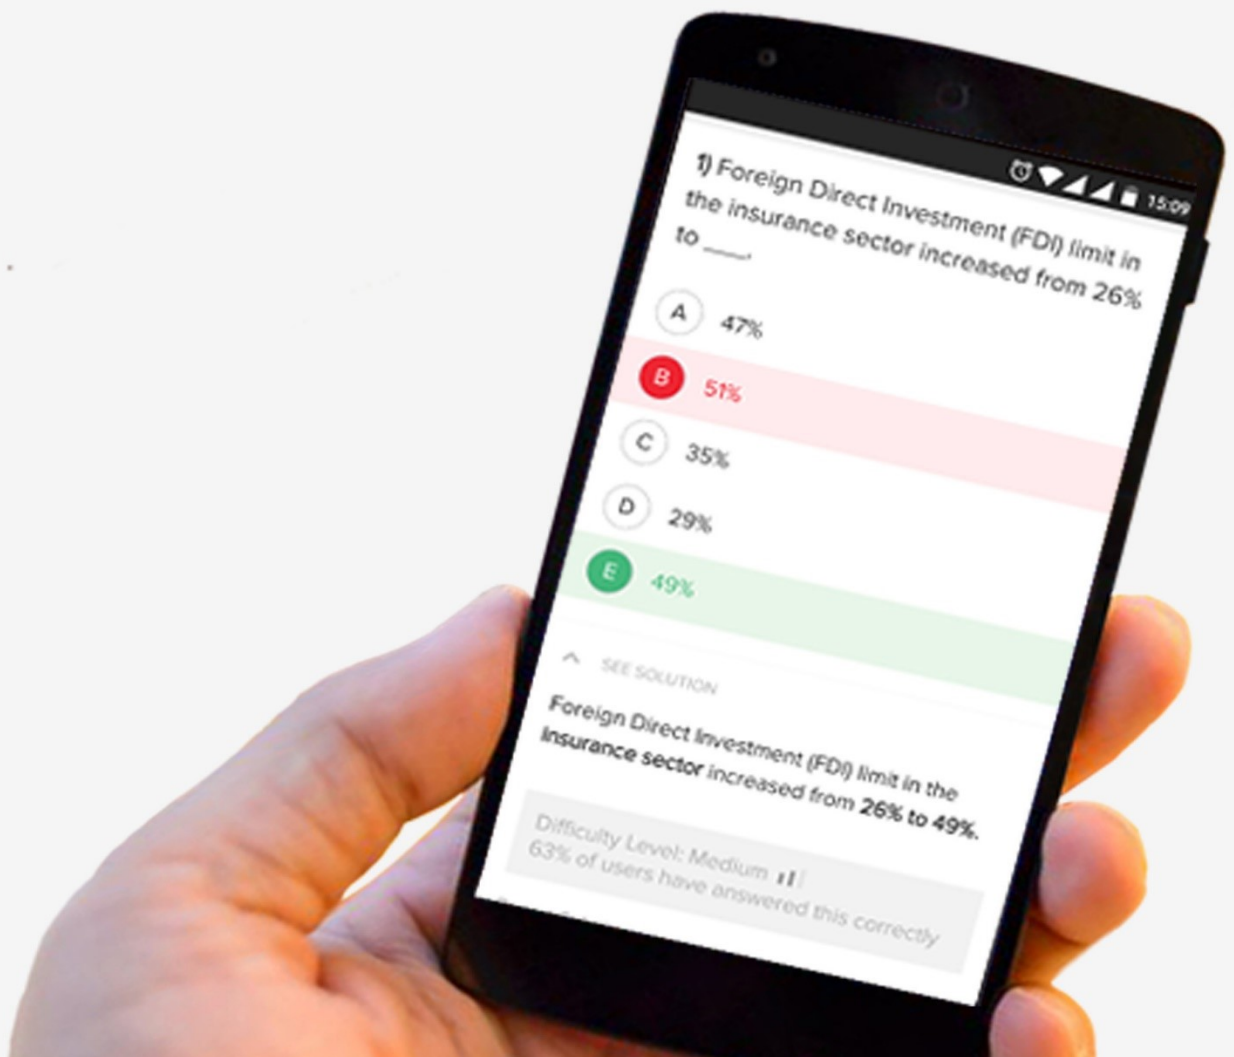 15:09
1) Foreign Direct Investment (FDI) limit in
the insurance sector increased from 26%
to ____.
A 47%
B 51%
C 35%
D 29%
E 49%
SEE SOLUTION
Foreign Direct Investment (FDI) limit in the
Insurance sector increased from 26% to 49%.
Difficulty Level: Medium
63% of users have answered this correctly